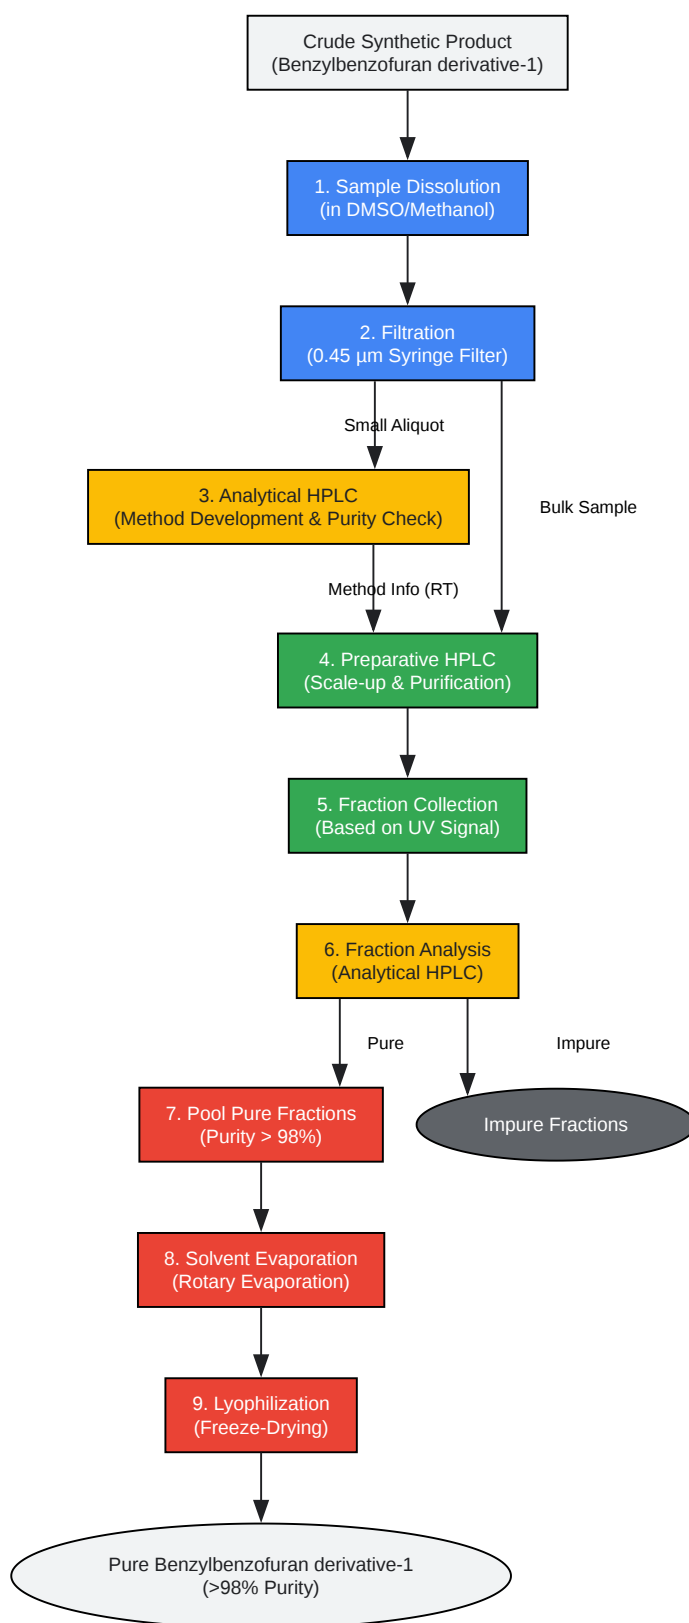 Crude Synthetic Product
(Benzylbenzofuran derivative-1)
1. Sample Dissolution
(in DMSO/Methanol)
2. Filtration
(0.45 µm Syringe Filter)
Small Aliquot
3. Analytical HPLC
(Method Development & Purity Check)
Bulk Sample
Method Info (RT)
4. Preparative HPLC
(Scale-up & Purification)
5. Fraction Collection
(Based on UV Signal)
6. Fraction Analysis
(Analytical HPLC)
Pure
Impure
7. Pool Pure Fractions
(Purity > 98%)
Impure Fractions
8. Solvent Evaporation
(Rotary Evaporation)
9. Lyophilization
(Freeze-Drying)
Pure Benzylbenzofuran derivative-1
(>98% Purity)